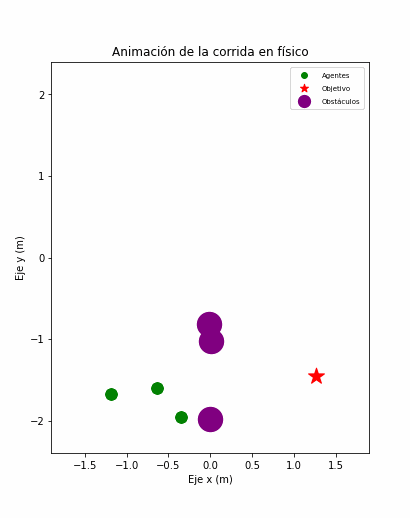 Animación de la corrida en físico
Agentes
Objetivo
Obstáculos
Eje y (m)
2
1
0
−1
−2
−1.5 −1.0 −0.5 0.0 0.5 1.0 1.5
Eje x (m)